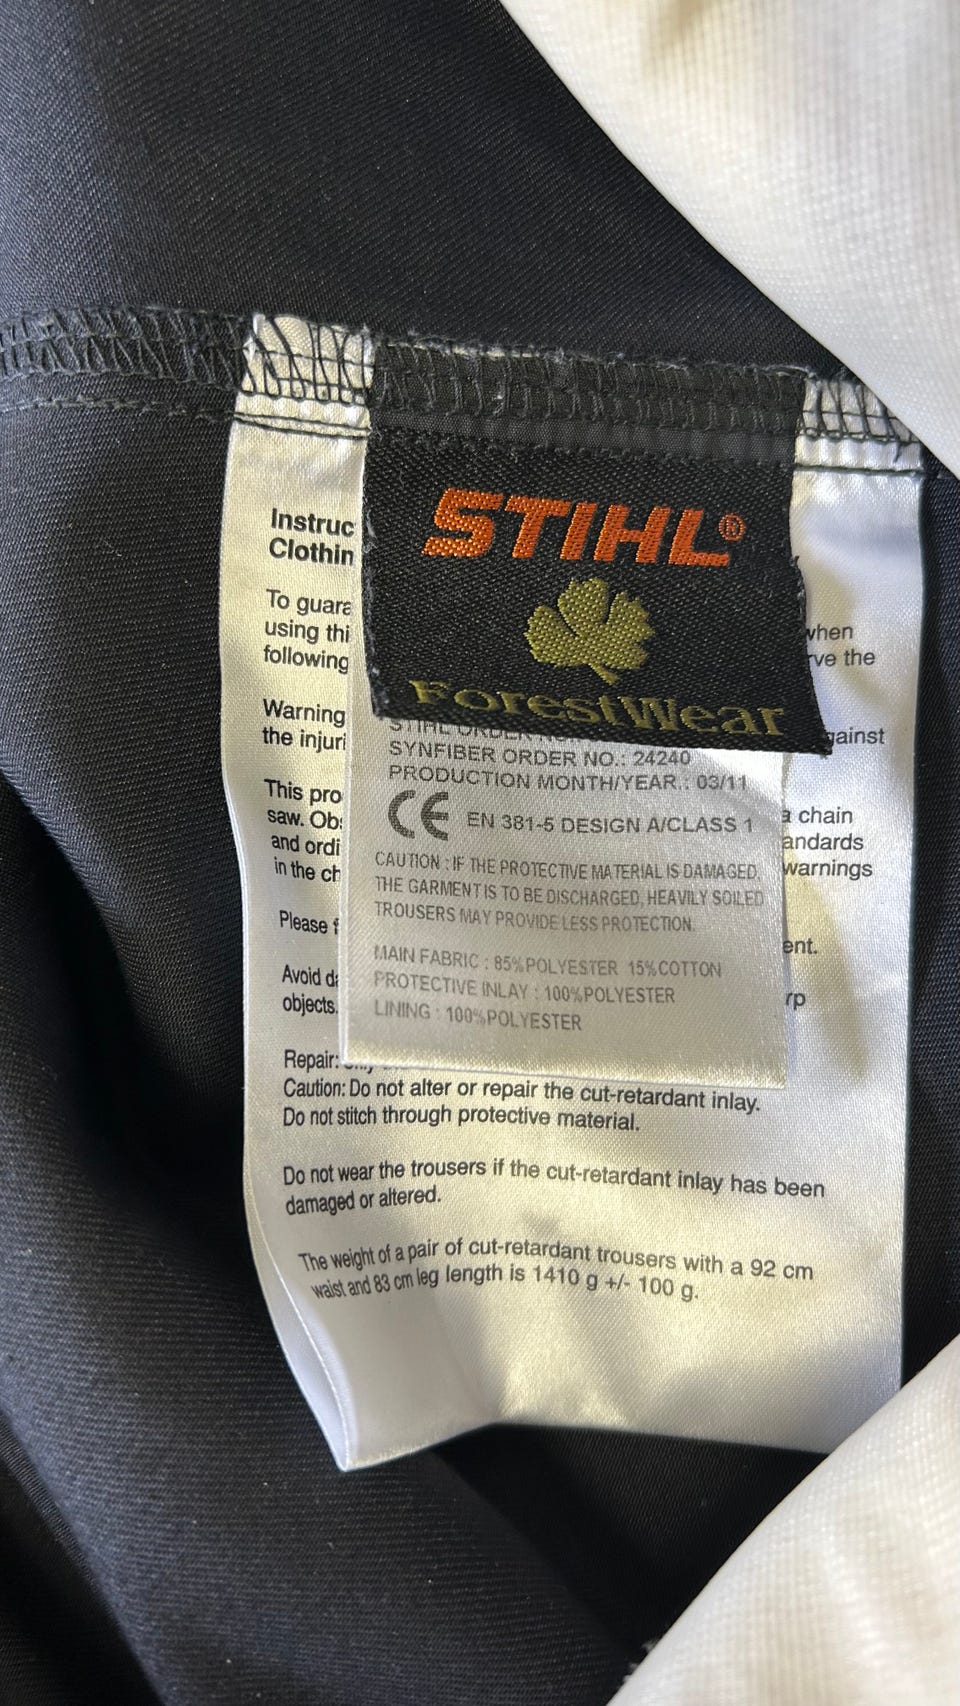 STIHL®
ForestWear
STIHL ORDER
SYNFIBER ORDER NO.: 24240
PRODUCTION MONTH/YEAR.: 03/11
CE EN 381-5 DESIGN A/CLASS 1
CAUTION : IF THE PROTECTIVE MATERIAL IS DAMAGED,
THE GARMENT IS TO BE DISCHARGED, HEAVILY SOILED
TROUSERS MAY PROVIDE LESS PROTECTION.
MAIN FABRIC : 85%POLYESTER 15%COTTON
PROTECTIVE INLAY : 100%POLYESTER
LINING : 100%POLYESTER
Instruc
Clothin
To guara
using thi when
following rve the
Warning gainst
the injuri
This pro a chain
saw. Obs andards
and ordi warnings
in the ch
Please f ent.
Avoid da rp
objects.
Repair:
Caution: Do not alter or repair the cut-retardant inlay.
Do not stitch through protective material.
Do not wear the trousers if the cut-retardant inlay has been
damaged or altered.
The weight of a pair of cut-retardant trousers with a 92 cm
waist and 83 cm leg length is 1410 g +/- 100 g.